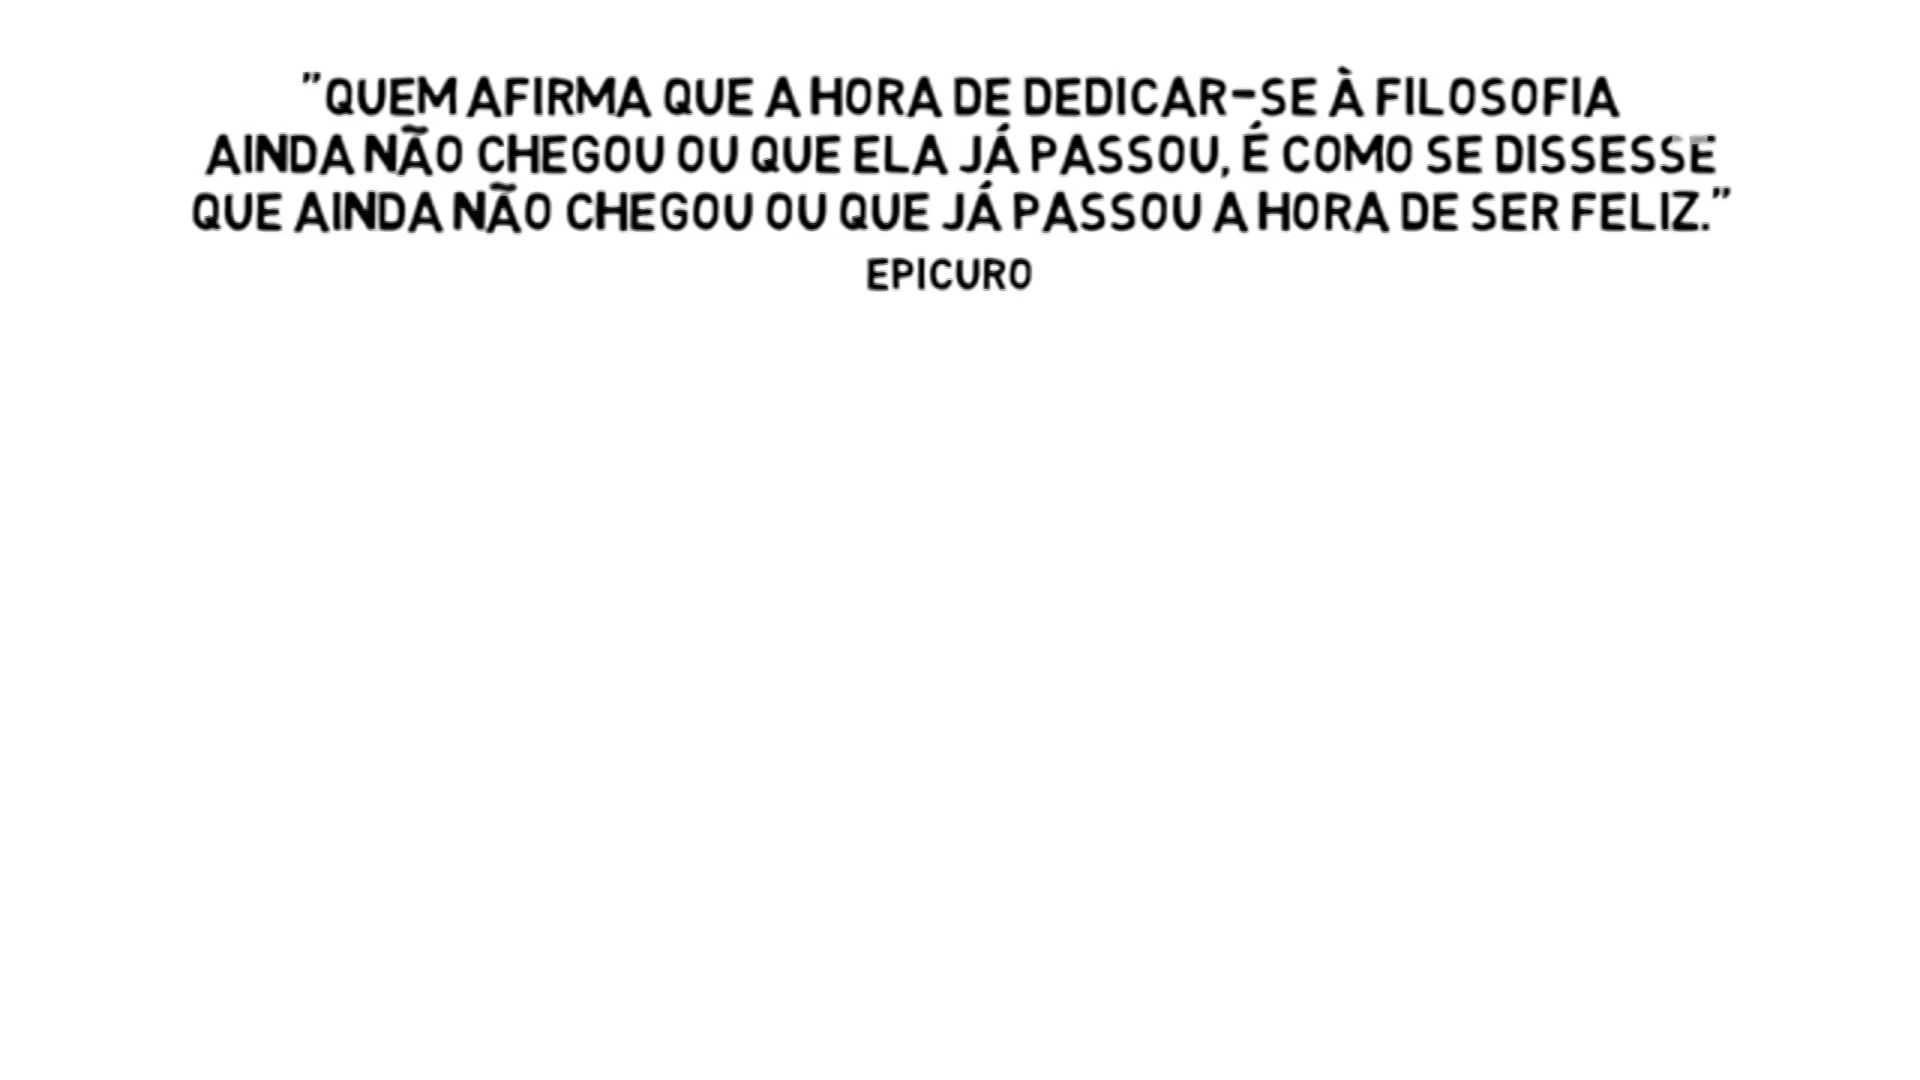 "QUEM AFIRMA QUE A HORA DE DEDICAR-SE À FILOSOFIA
AINDA NÃO CHEGOU OU QUE ELA JÁ PASSOU, É COMO SE DISSESSE
QUE AINDA NÃO CHEGOU OU QUE JÁ PASSOU A HORA DE SER FELIZ."
EPICURO